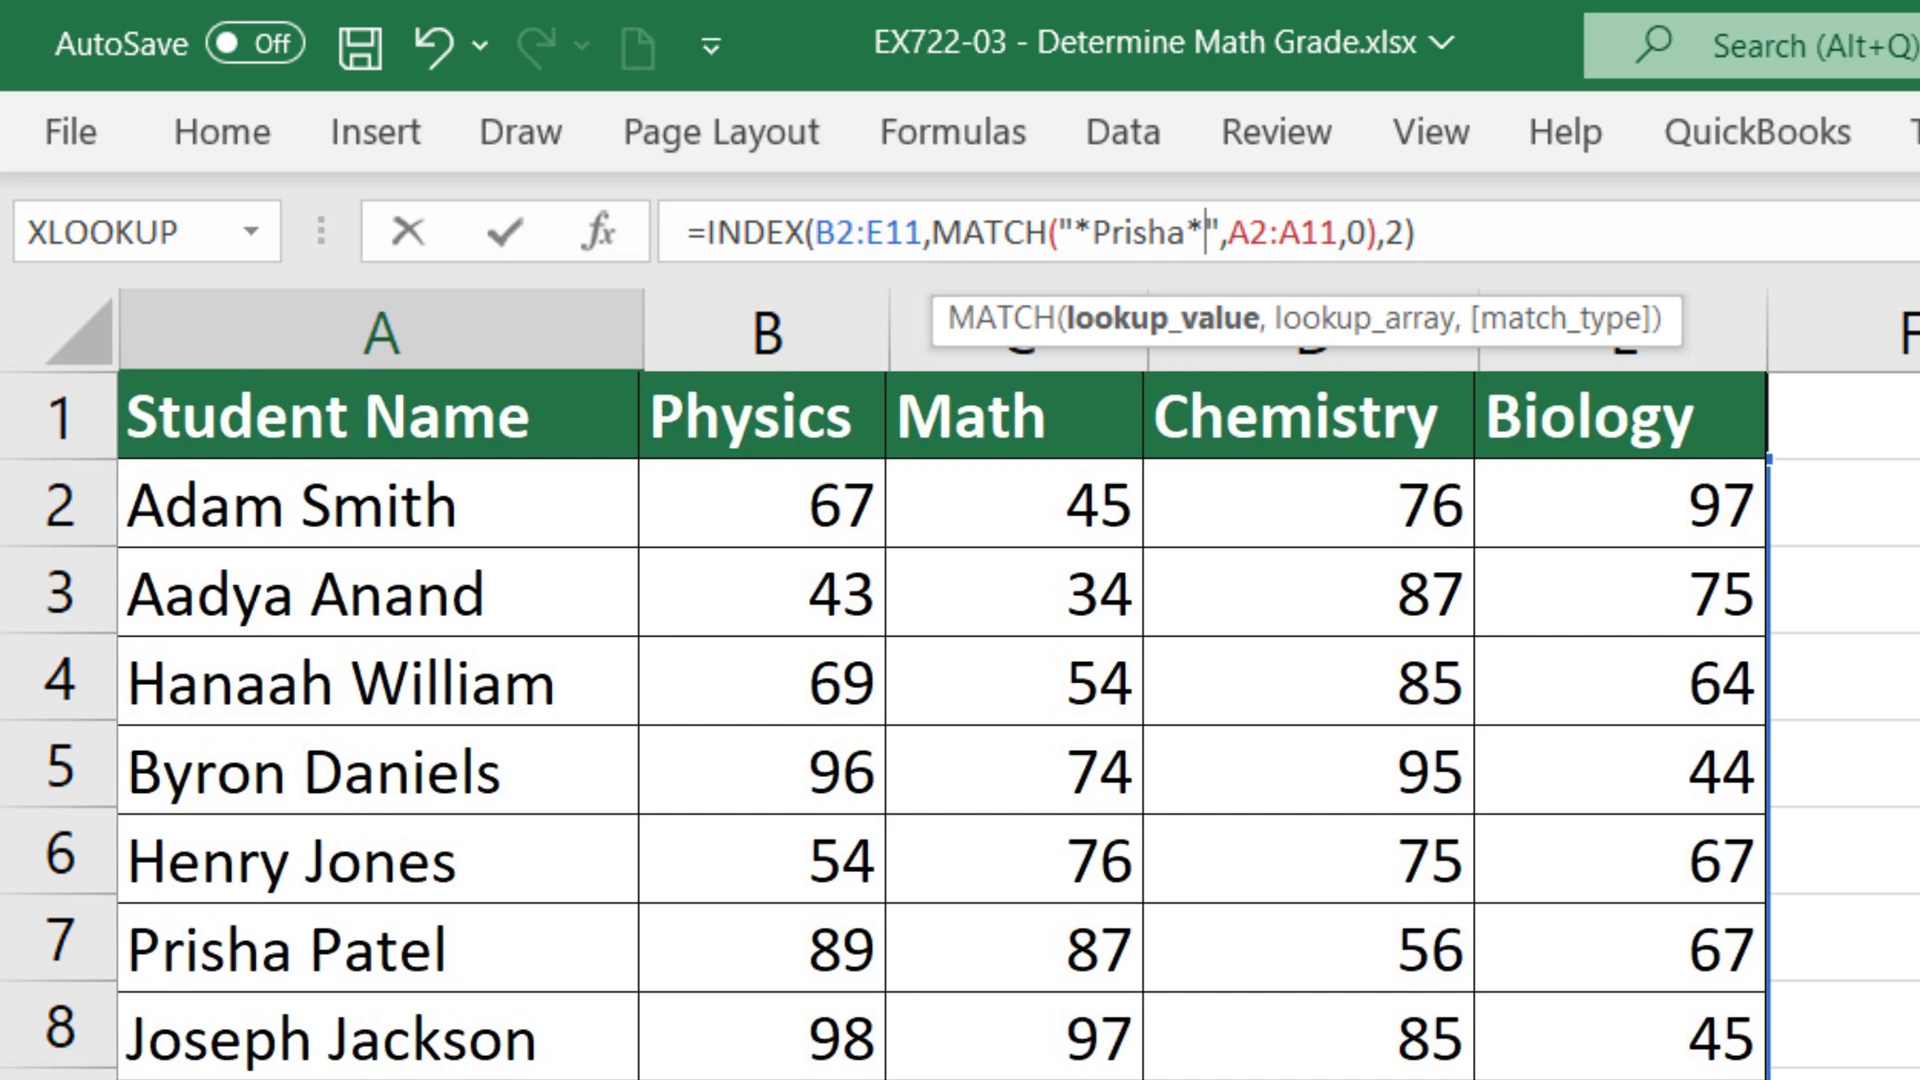 AutoSave Off EX722-03 - Determine Math Grade.xlsx Search (Alt+Q)
File Home Insert Draw Page Layout Formulas Data Review View Help QuickBooks
XLOOKUP fx =INDEX(B2:E11,MATCH("*Prisha*",A2:A11,0),2)
MATCH(lookup_value, lookup_array, [match_type])
A B
1 Student Name Physics Math Chemistry Biology
2 Adam Smith 67 45 76 97
3 Aadya Anand 43 34 87 75
4 Hanaah William 69 54 85 64
5 Byron Daniels 96 74 95 44
6 Henry Jones 54 76 75 67
7 Prisha Patel 89 87 56 67
8 Joseph Jackson 98 97 85 45